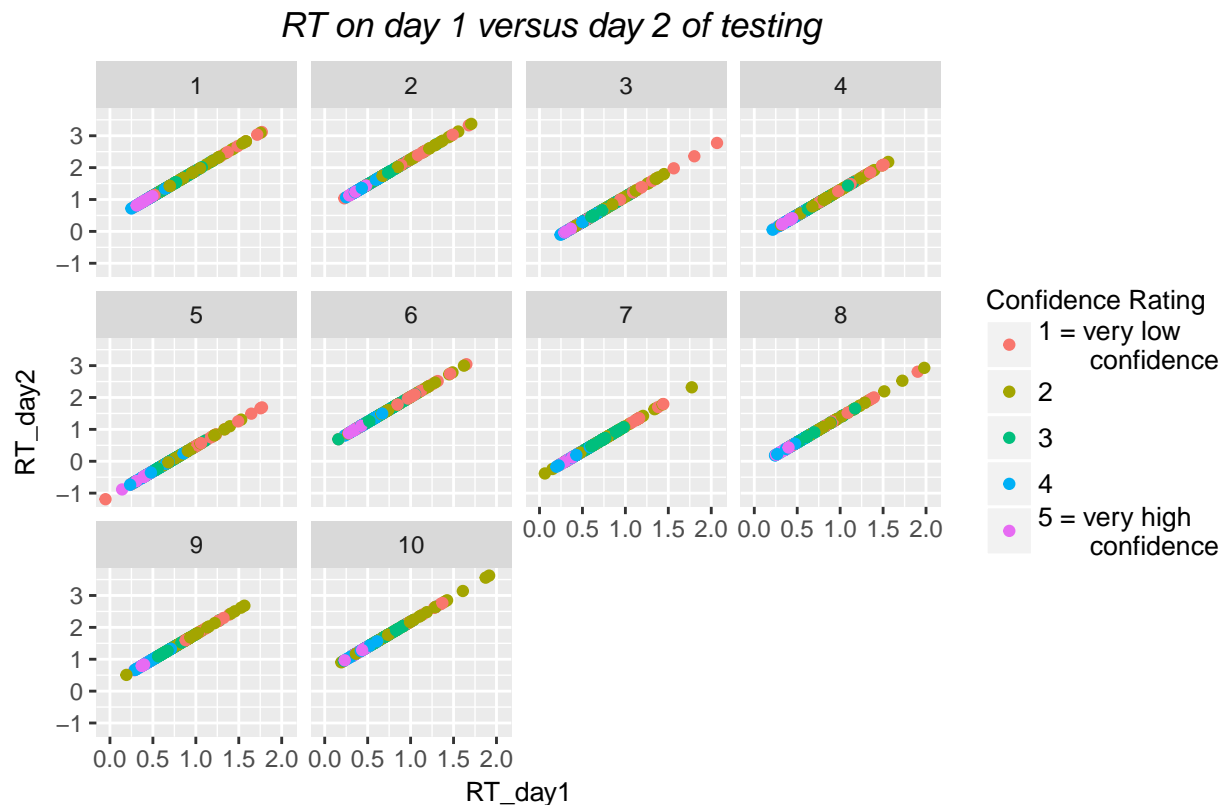 RT on day 1 versus day 2 of testing
1 2 3 4
3
2
1
0
−1
5 6 7 8
3
2
1
0
−1
0.0 0.5 1.0 1.5 2.0 0.0 0.5 1.0 1.5 2.0
9 10
3
2
1
0
−1
0.0 0.5 1.0 1.5 2.0 0.0 0.5 1.0 1.5 2.0
RT_day1
RT_day2
Confidence Rating
1 = very low
confidence
2
3
4
5 = very high
confidence